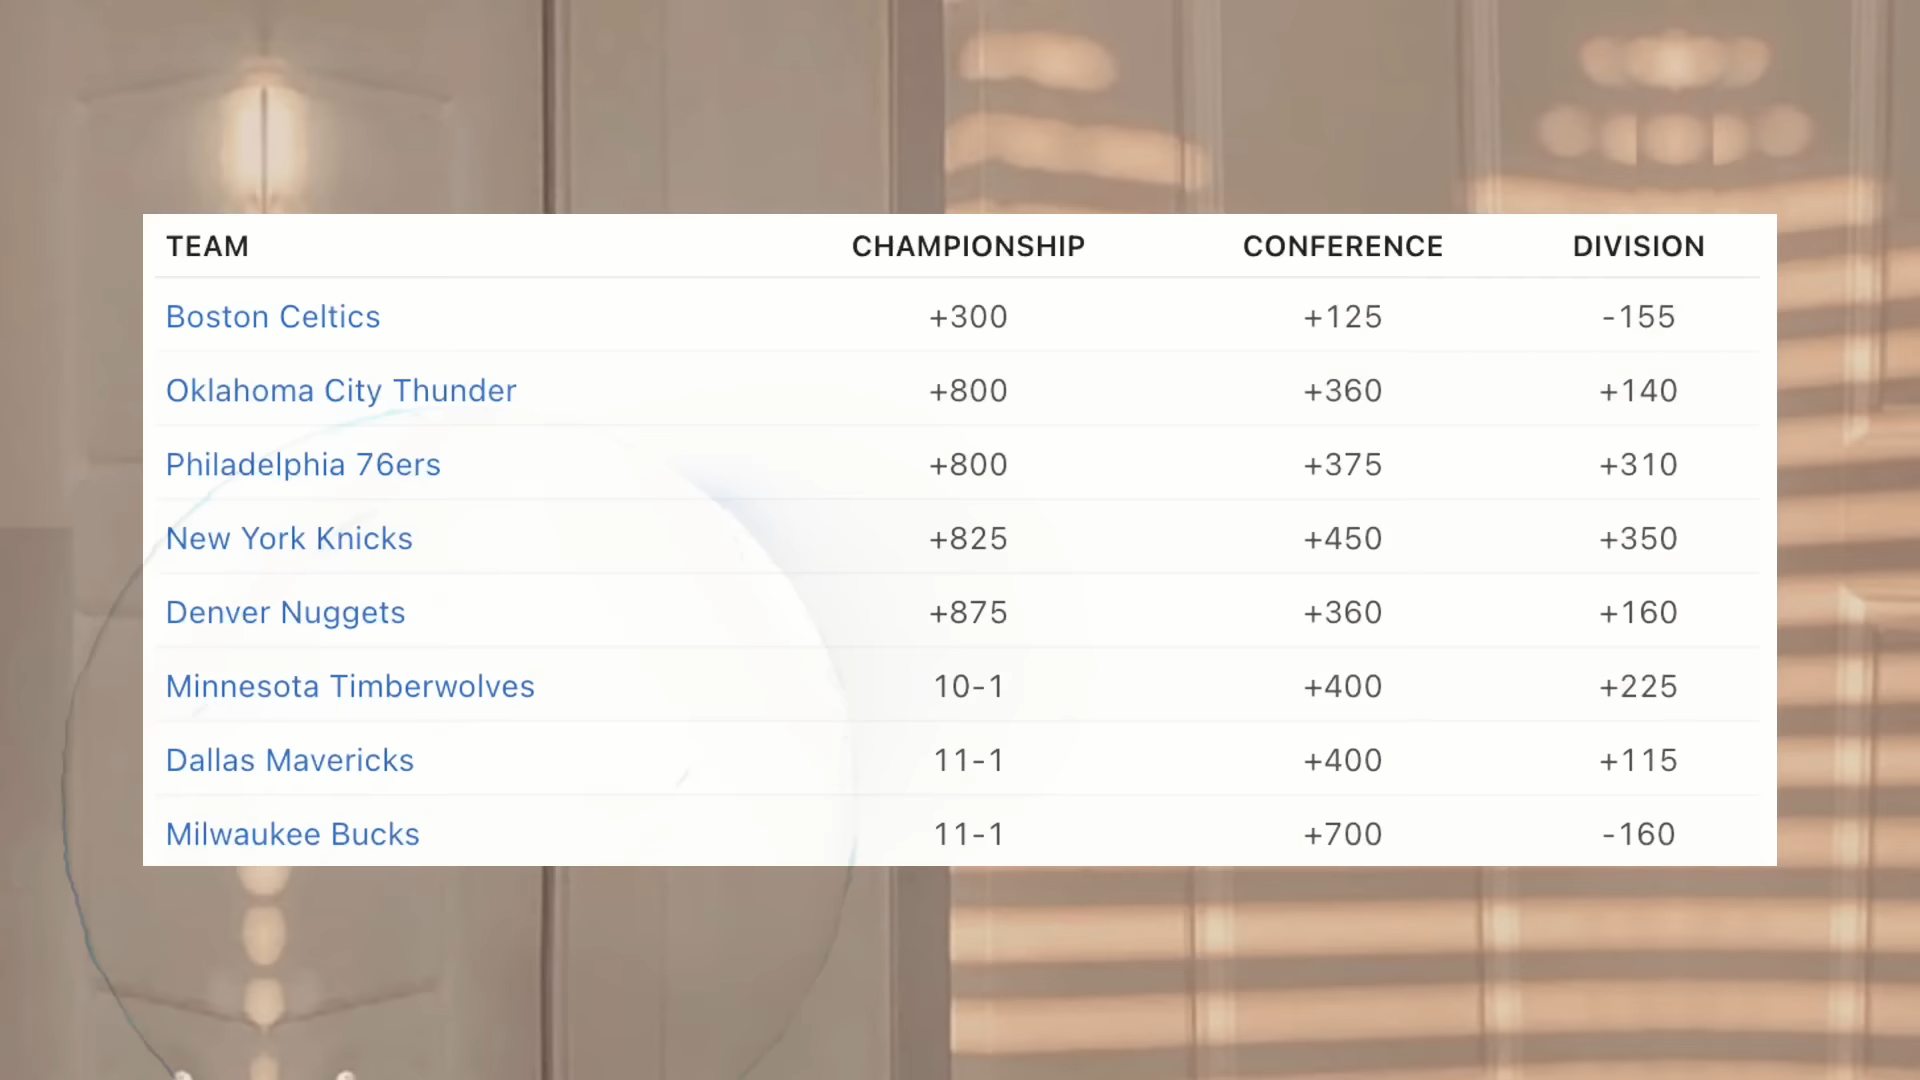 TEAM CHAMPIONSHIP CONFERENCE DIVISION
Boston Celtics +300 +125 -155
Oklahoma City Thunder +800 +360 +140
Philadelphia 76ers +800 +375 +310
New York Knicks +825 +450 +350
Denver Nuggets +875 +360 +160
Minnesota Timberwolves 10-1 +400 +225
Dallas Mavericks 11-1 +400 +115
Milwaukee Bucks 11-1 +700 -160